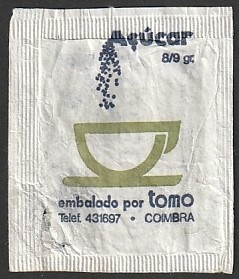 Açúcar
8/9 gr.
embalado por tomo
Telef. 431697 • COIMBRA